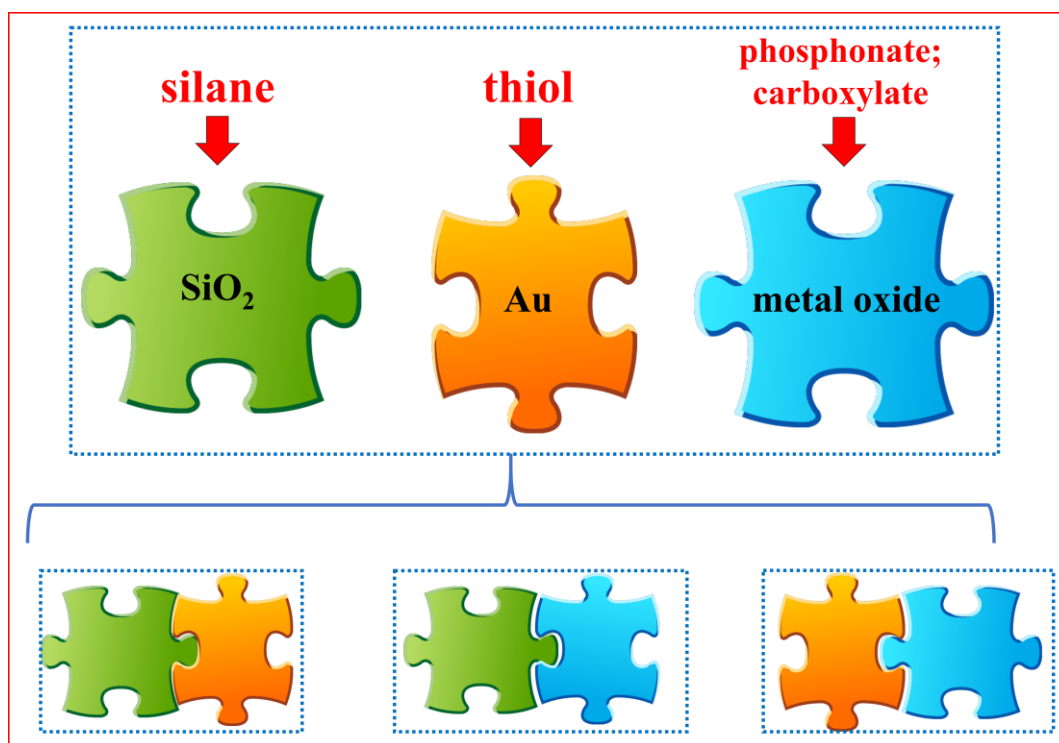 silane
thiol
phosphonate;
carboxylate
SiO₂
Au
metal oxide